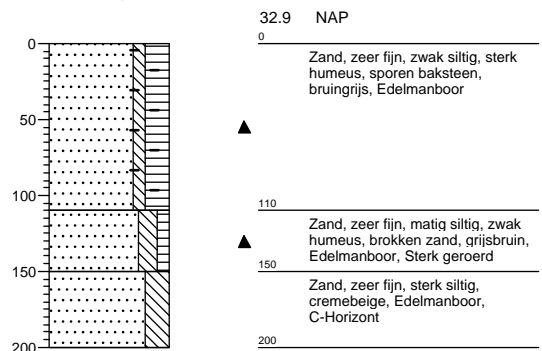 32.9 NAP
0
0
Zand, zeer fijn, zwak siltig, sterk
humeus, sporen baksteen,
bruingrijs, Edelmanboor
50
100
110
Zand, zeer fijn, matig siltig, zwak
humeus, brokken zand, grijsbruin,
Edelmanboor, Sterk geroerd
150
150
Zand, zeer fijn, sterk siltig,
cremebeige, Edelmanboor,
C-Horizont
200
200